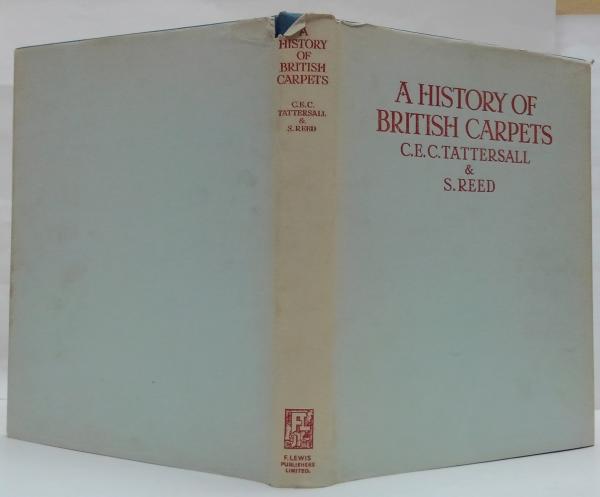 A
HISTORY
OF
BRITISH
CARPETS
C.E.C.
TATTERSALL
&
S. REED
F. LEWIS
PUBLISHERS
LIMITED.
A HISTORY OF
BRITISH CARPETS
C. E. C. TATTERSALL
&
S. REED